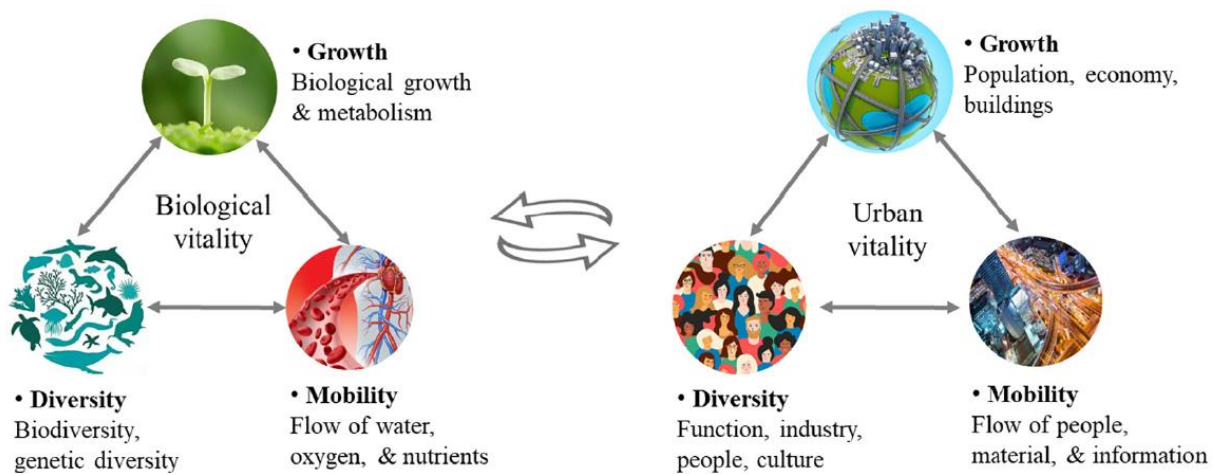 • Growth
Biological growth
& metabolism
Biological
vitality
• Diversity
Biodiversity,
genetic diversity
• Mobility
Flow of water,
oxygen, & nutrients
• Growth
Population, economy,
buildings
Urban
vitality
• Diversity
Function, industry,
people, culture
• Mobility
Flow of people,
material, & information